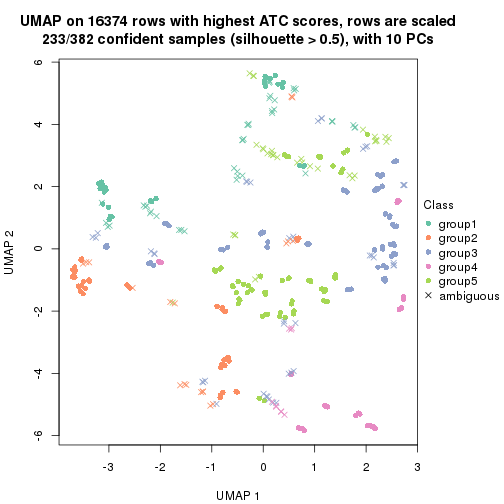 UMAP on 16374 rows with highest ATC scores, rows are scaled
233/382 confident samples (silhouette > 0.5), with 10 PCs
6
4
2
0
-2
-4
-6
UMAP 2
-3
-2
-1
0
1
2
3
UMAP 1
Class
group1
group2
group3
group4
group5
ambiguous